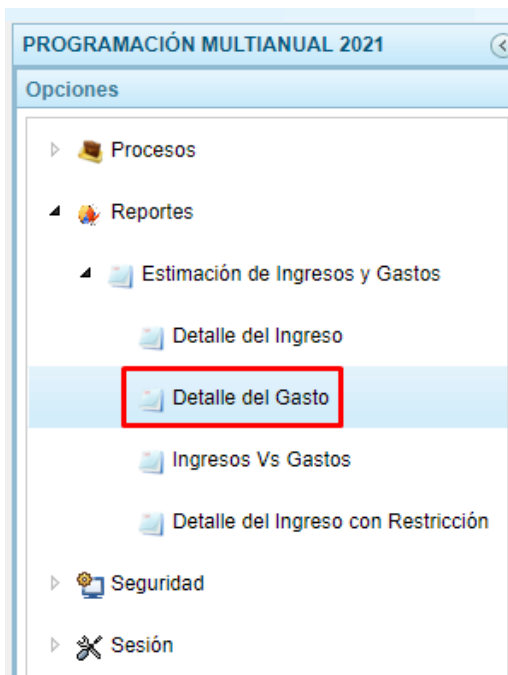 PROGRAMACIÓN MULTIANUAL 2021
Opciones
Procesos
Reportes
Estimación de Ingresos y Gastos
Detalle del Ingreso
Detalle del Gasto
Ingresos Vs Gastos
Detalle del Ingreso con Restricción
Seguridad
Sesión